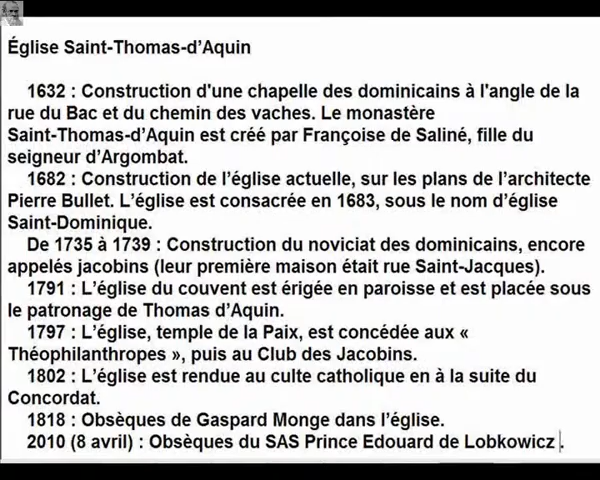 Église Saint-Thomas-d’Aquin
1632 : Construction d'une chapelle des dominicains à l'angle de la
rue du Bac et du chemin des vaches. Le monastère
Saint-Thomas-d’Aquin est créé par Françoise de Saliné, fille du
seigneur d’Argombat.
1682 : Construction de l’église actuelle, sur les plans de l’architecte
Pierre Bullet. L’église est consacrée en 1683, sous le nom d’église
Saint-Dominique.
De 1735 à 1739 : Construction du noviciat des dominicains, encore
appelés jacobins (leur première maison était rue Saint-Jacques).
1791 : L’église du couvent est érigée en paroisse et est placée sous
le patronage de Thomas d’Aquin.
1797 : L’église, temple de la Paix, est concédée aux «
Théophilanthropes », puis au Club des Jacobins.
1802 : L’église est rendue au culte catholique en à la suite du
Concordat.
1818 : Obsèques de Gaspard Monge dans l’église.
2010 (8 avril) : Obsèques du SAS Prince Edouard de Lobkowicz .